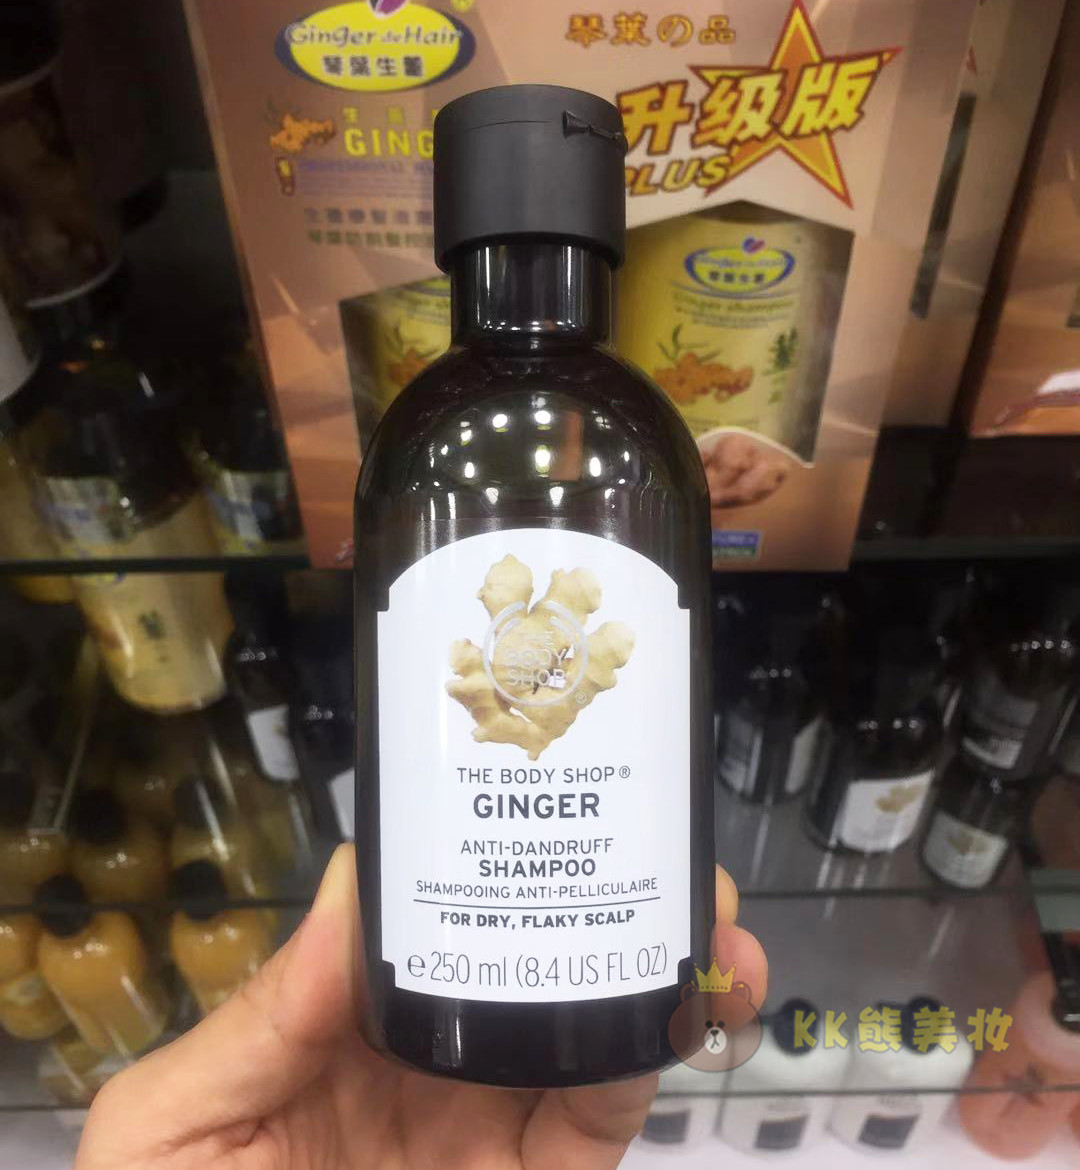 Ginger de Hair
琴葉生薑
琴葉の品
升级版
PLUS
GING
Ginger shampoo
THE
BODY
SHOP
®
THE BODY SHOP®
GINGER
ANTI-DANDRUFF
SHAMPOO
SHAMPOOING ANTI-PELLICULAIRE
FOR DRY, FLAKY SCALP
℮ 250 ml (8.4 US FL OZ)
KK熊美妆